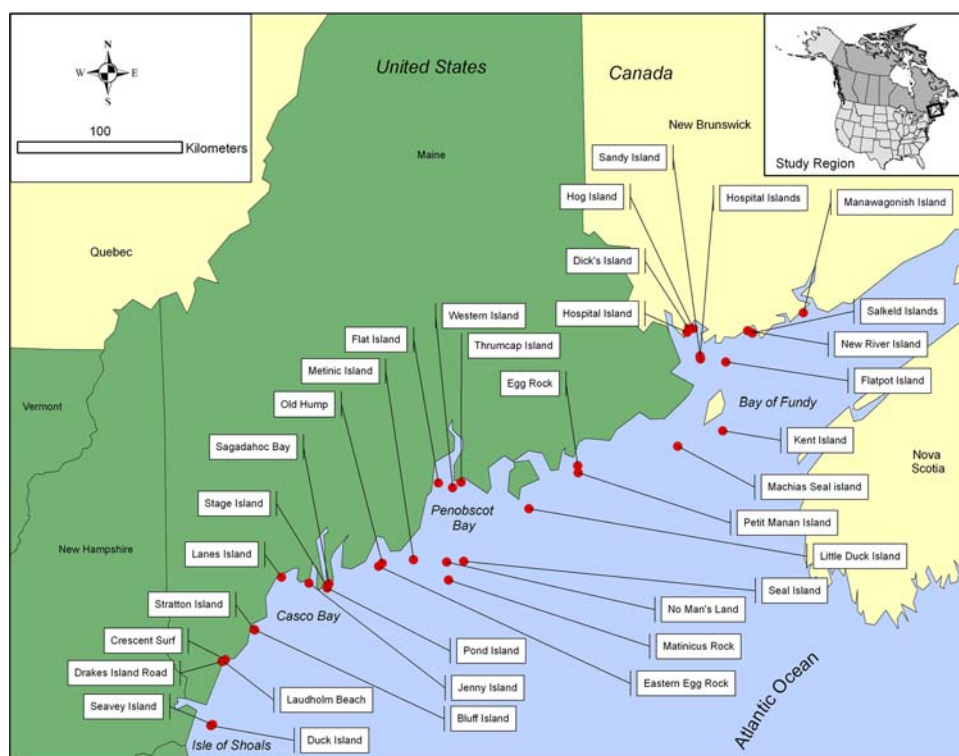 N
W E
S
100
Kilometers
United States
Canada
Study Region
New Brunswick
Maine
Quebec
Vermont
New Hampshire
Nova
Scotia
Sandy Island
Hog Island
Hospital Islands
Manawagonish Island
Dick's Island
Hospital Island
Western Island
Flat Island
Thrumcap Island
Metinic Island
Egg Rock
Old Hump
Sagadahoc Bay
Stage Island
Lanes Island
Stratton Island
Crescent Surf
Drakes Island Road
Seavey Island
Salkeld Islands
New River Island
Flatpot Island
Bay of Fundy
Kent Island
Machias Seal island
Petit Manan Island
Little Duck Island
Seal Island
No Man's Land
Matinicus Rock
Eastern Egg Rock
Penobscot
Bay
Casco Bay
Pond Island
Jenny Island
Bluff Island
Laudholm Beach
Duck Island
Isle of Shoals
Atlantic Ocean